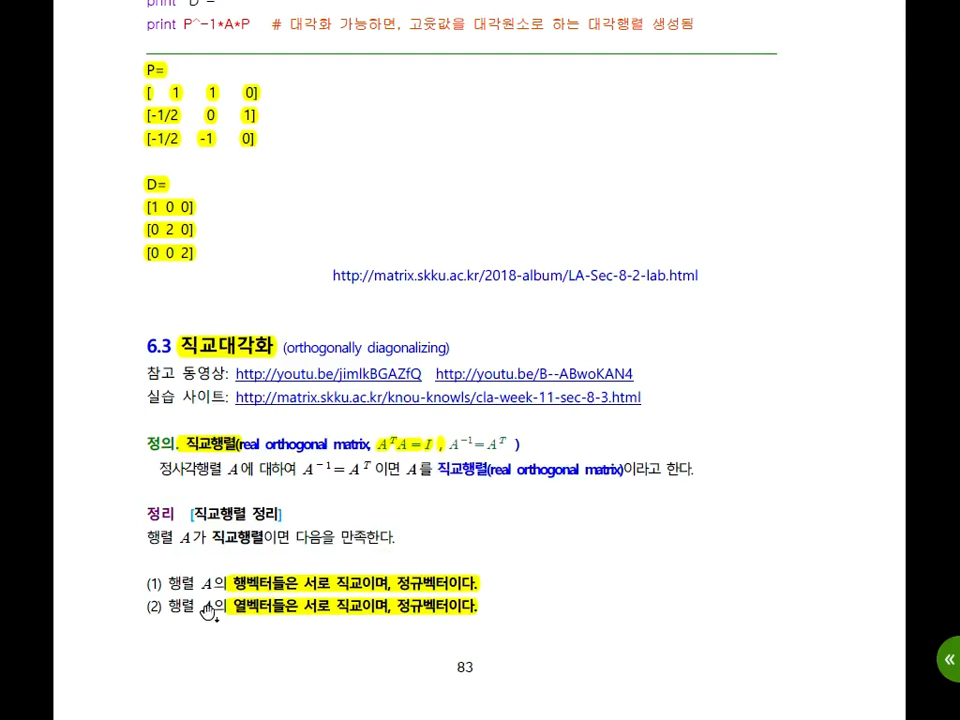 print "D ="
print P^-1*A*P # 대각화 가능하면, 고윳값을 대각원소로 하는 대각행렬 생성됨
P=
[ 1 1 0]
[-1/2 0 1]
[-1/2 -1 0]
D=
[1 0 0]
[0 2 0]
[0 0 2]
http://matrix.skku.ac.kr/2018-album/LA-Sec-8-2-lab.html
6.3 직교대각화 (orthogonally diagonalizing)
참고 동영상: http://youtu.be/jimlkBGAZfQ http://youtu.be/B--ABwoKAN4
실습 사이트: http://matrix.skku.ac.kr/knou-knowls/cla-week-11-sec-8-3.html
정의. 직교행렬(real orthogonal matrix, AᵀA = I , A⁻¹ = Aᵀ )
정사각행렬 A에 대하여 A⁻¹ = Aᵀ 이면 A를 직교행렬(real orthogonal matrix)이라고 한다.
정리 [직교행렬 정리]
행렬 A가 직교행렬이면 다음을 만족한다.
(1) 행렬 A의 행벡터들은 서로 직교이며, 정규벡터이다.
(2) 행렬 A의 열벡터들은 서로 직교이며, 정규벡터이다.
83
«